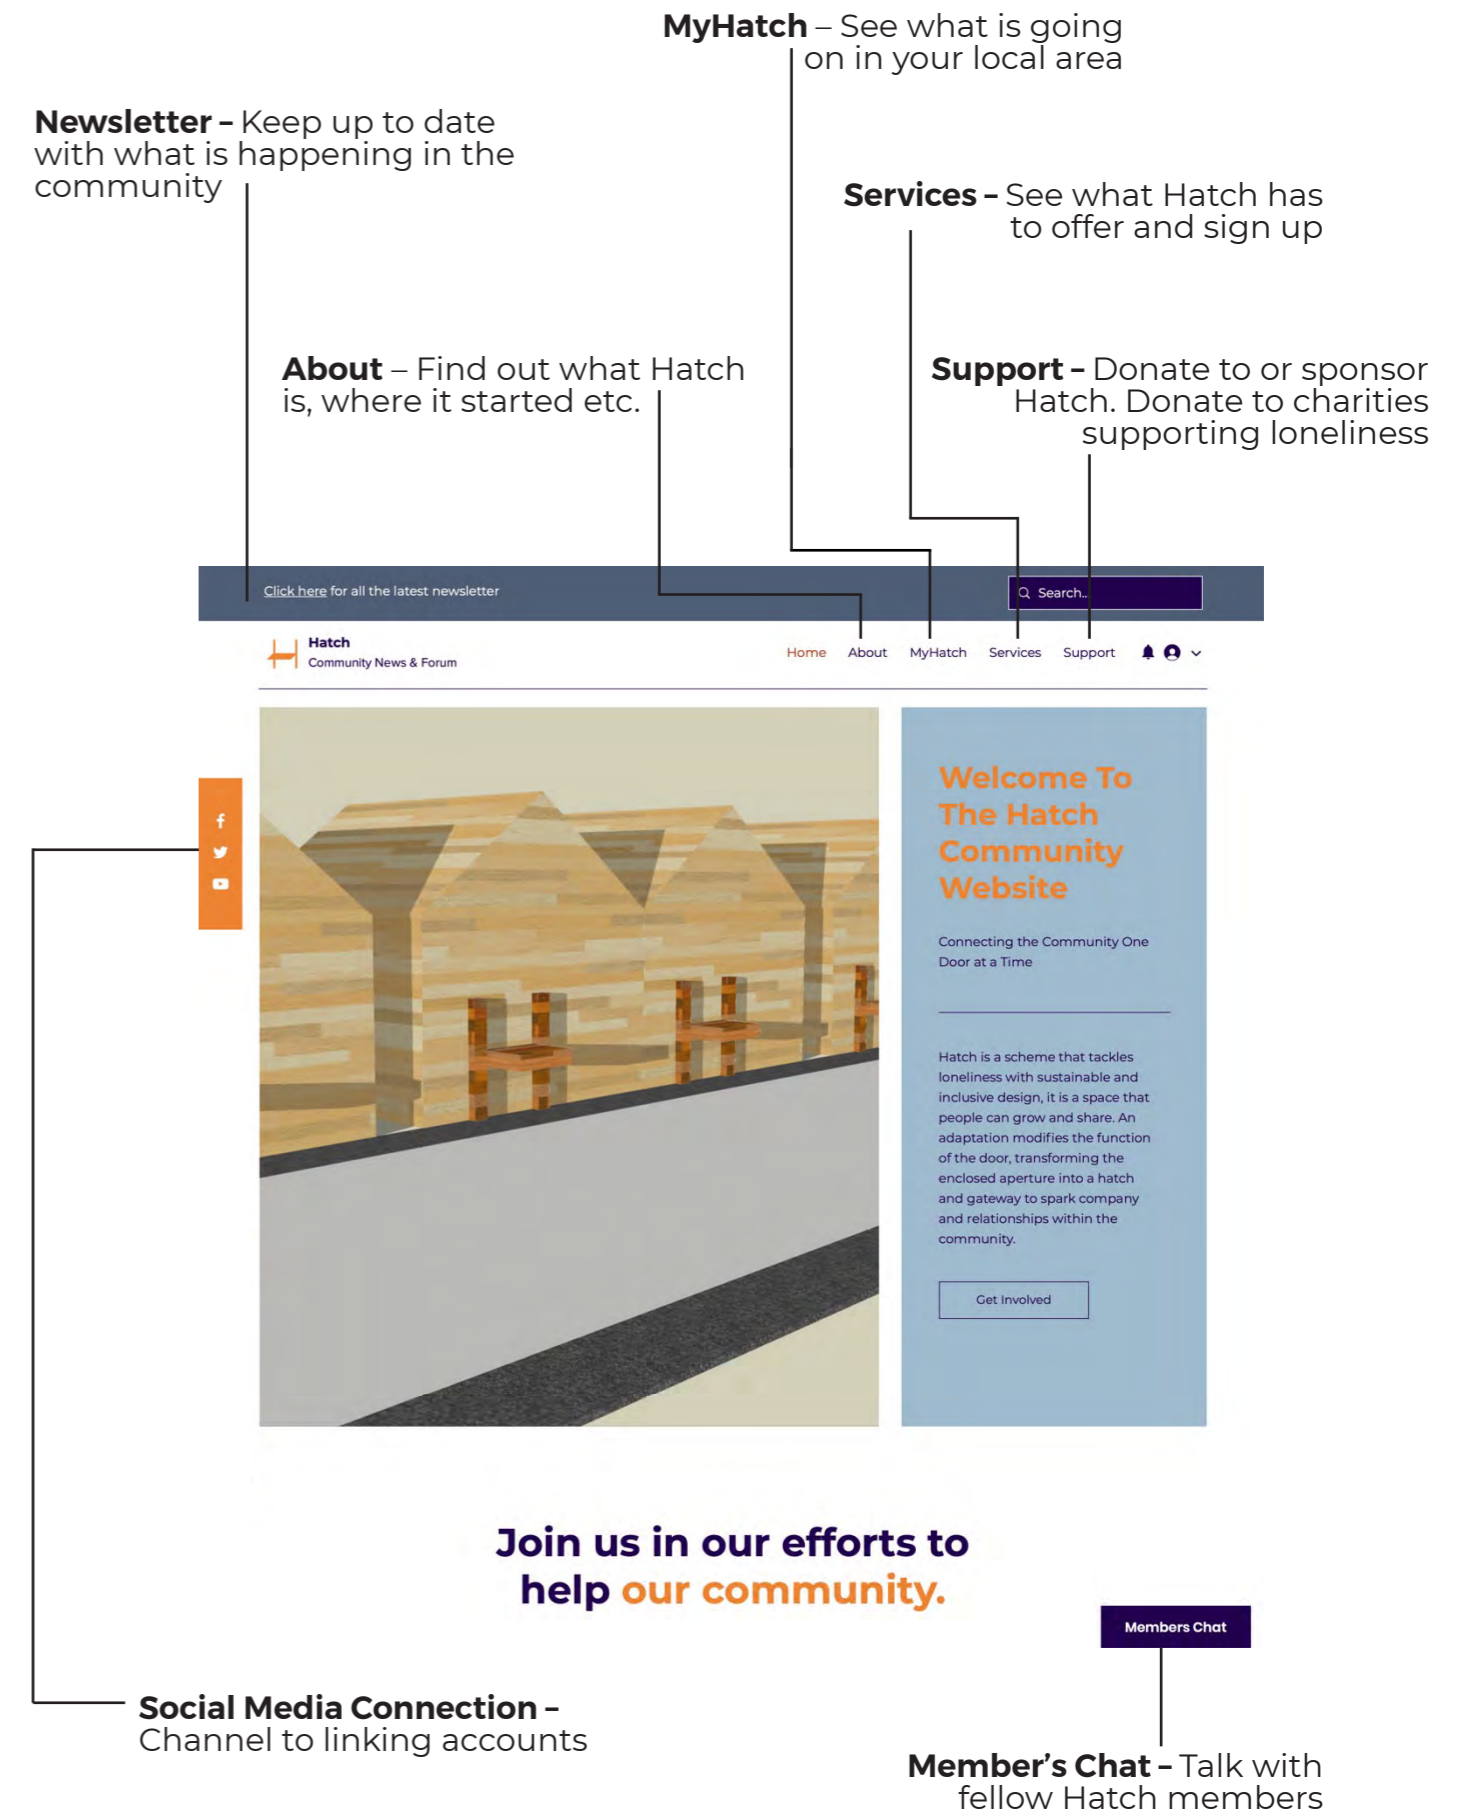 MyHatch – See what is going
on in your local area
Newsletter – Keep up to date
with what is happening in the
community
Services – See what Hatch has
to offer and sign up
About – Find out what Hatch
is, where it started etc.
Support – Donate to or sponsor
Hatch. Donate to charities
supporting loneliness
Click here for all the latest newsletter
Search...
Hatch
Community News & Forum
Home About MyHatch Services Support
Welcome To
The Hatch
Community
Website
Connecting the Community One
Door at a Time
Hatch is a scheme that tackles
loneliness with sustainable and
inclusive design, it is a space that
people can grow and share. An
adaptation modifies the function
of the door, transforming the
enclosed aperture into a hatch
and gateway to spark company
and relationships within the
community.
Get Involved
Join us in our efforts to
help our community.
Members Chat
Social Media Connection –
Channel to linking accounts
Member's Chat – Talk with
fellow Hatch members